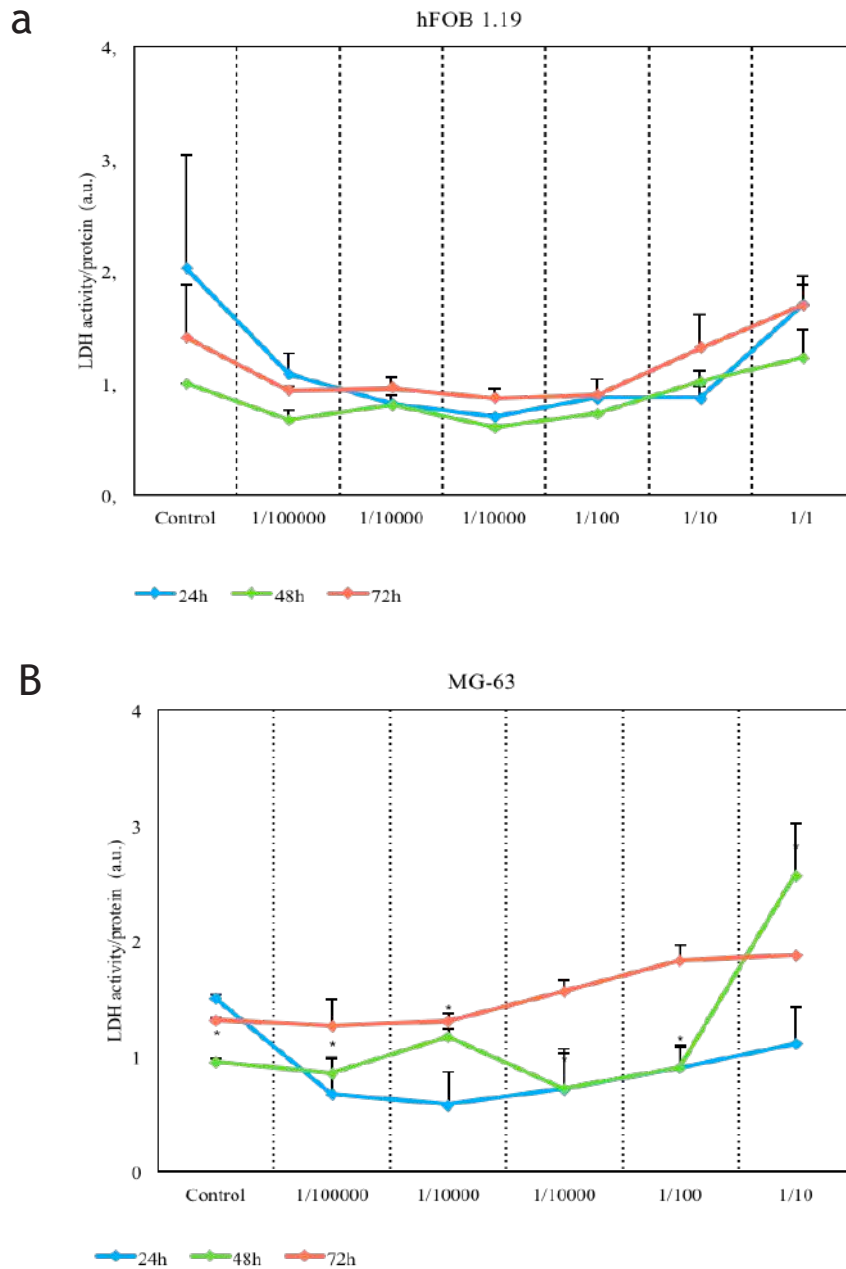 a
hFOB 1.19
LDH activity/protein (a.u.)
4,
3,
2,
1,
0,
Control 1/100000 1/10000 1/10000 1/100 1/10 1/1
24h 48h 72h
B
MG-63
LDH activity/protein (a.u.)
4
3
2
1
0
* * * * * *
Control 1/100000 1/10000 1/10000 1/100 1/10
24h 48h 72h